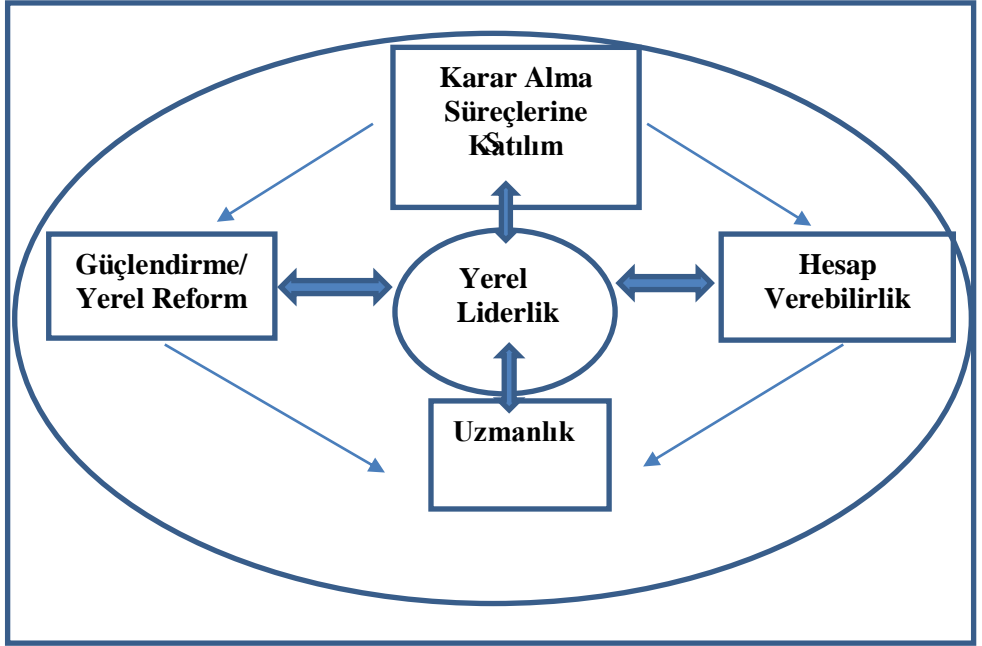 Karar Alma
Süreçlerine
Katılım
S
Güçlendirme/
Yerel Reform
Yerel
Liderlik
Hesap
Verebilirlik
Uzmanlık